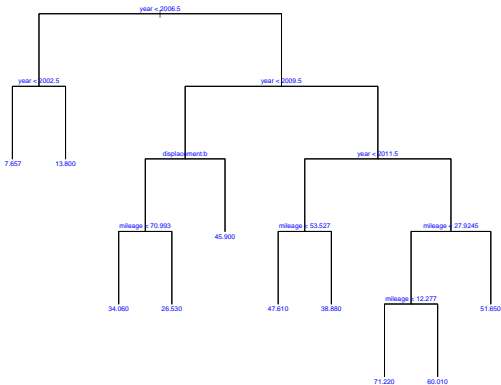 year < 2006.5
year < 2002.5
year < 2009.5
7.657
13.800
displacement:b
year < 2011.5
mileage < 70.993
45.900
mileage < 53.527
mileage < 27.9245
34.060
26.530
47.610
38.880
mileage < 12.277
51.650
71.220
60.010